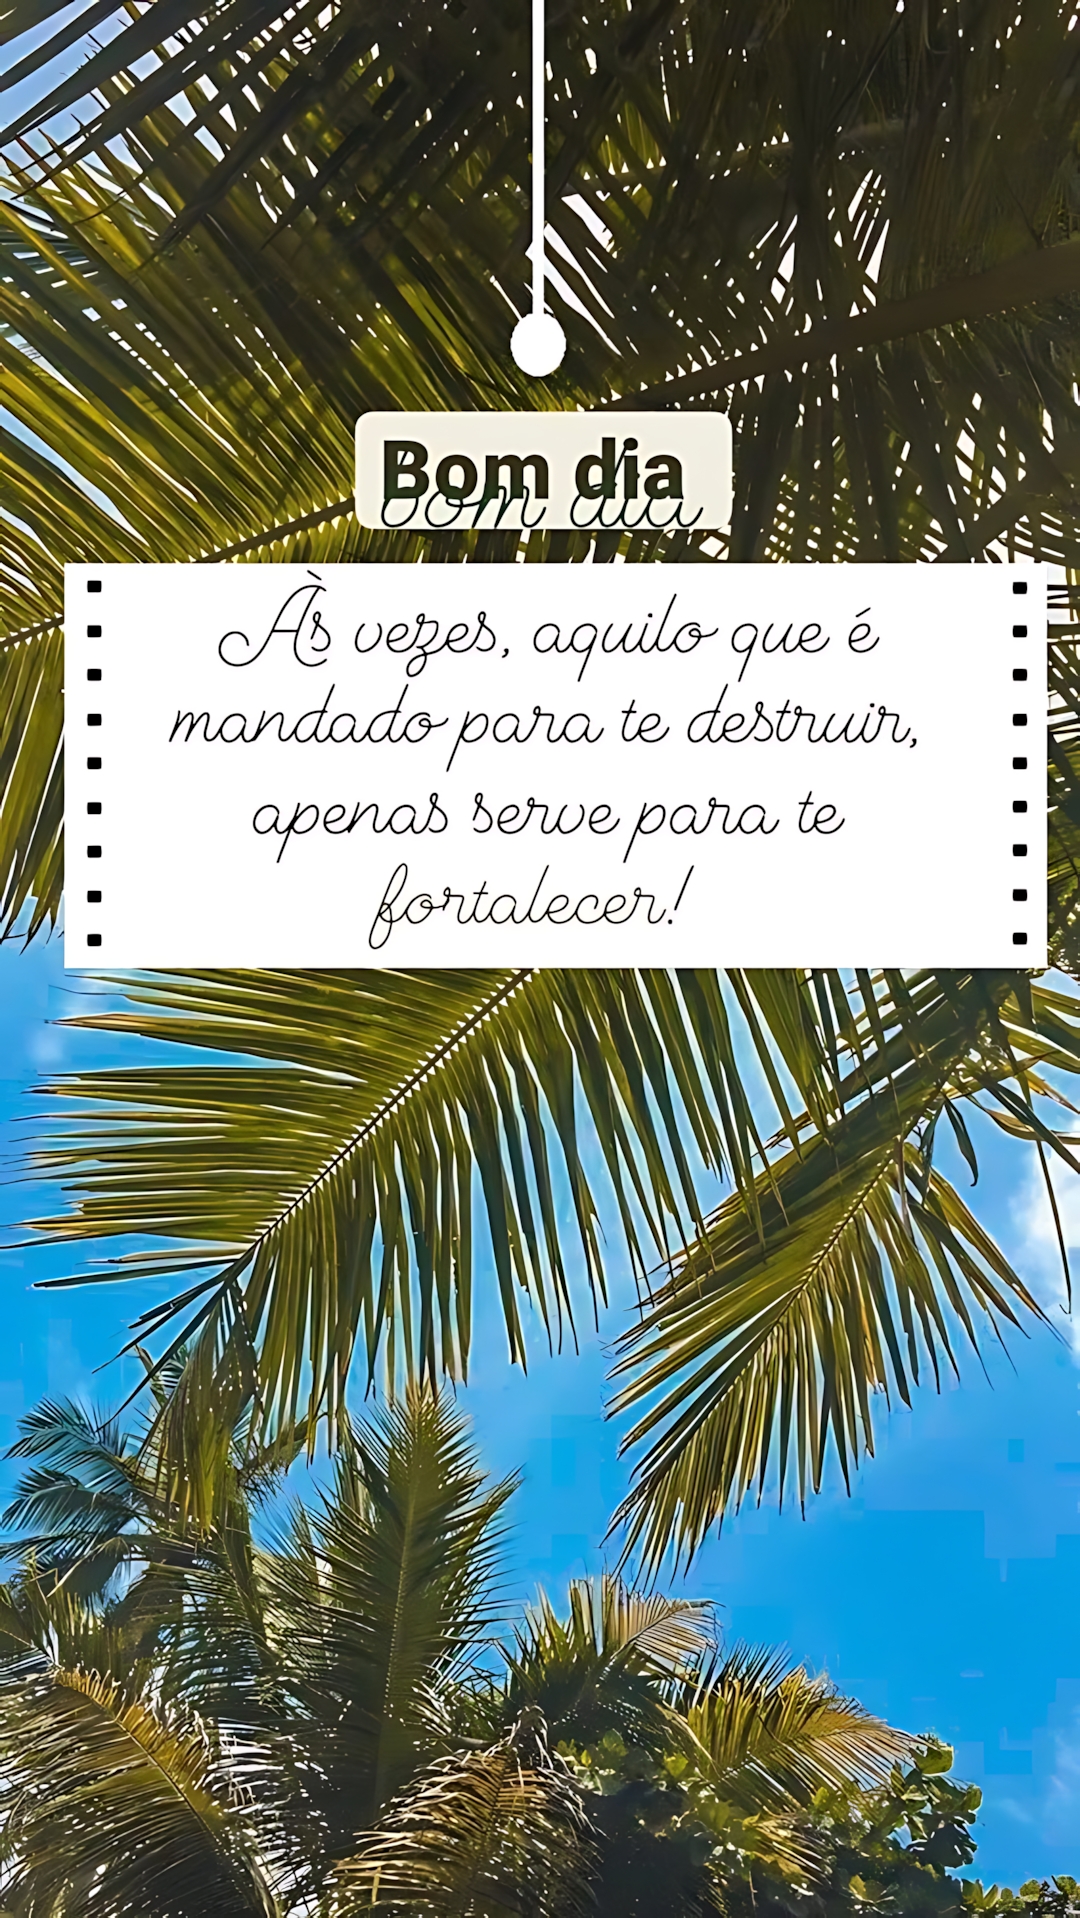 Bom dia
bom dia
Às vezes, aquilo que é
mandado para te destruir,
apenas serve para te
fortalecer!